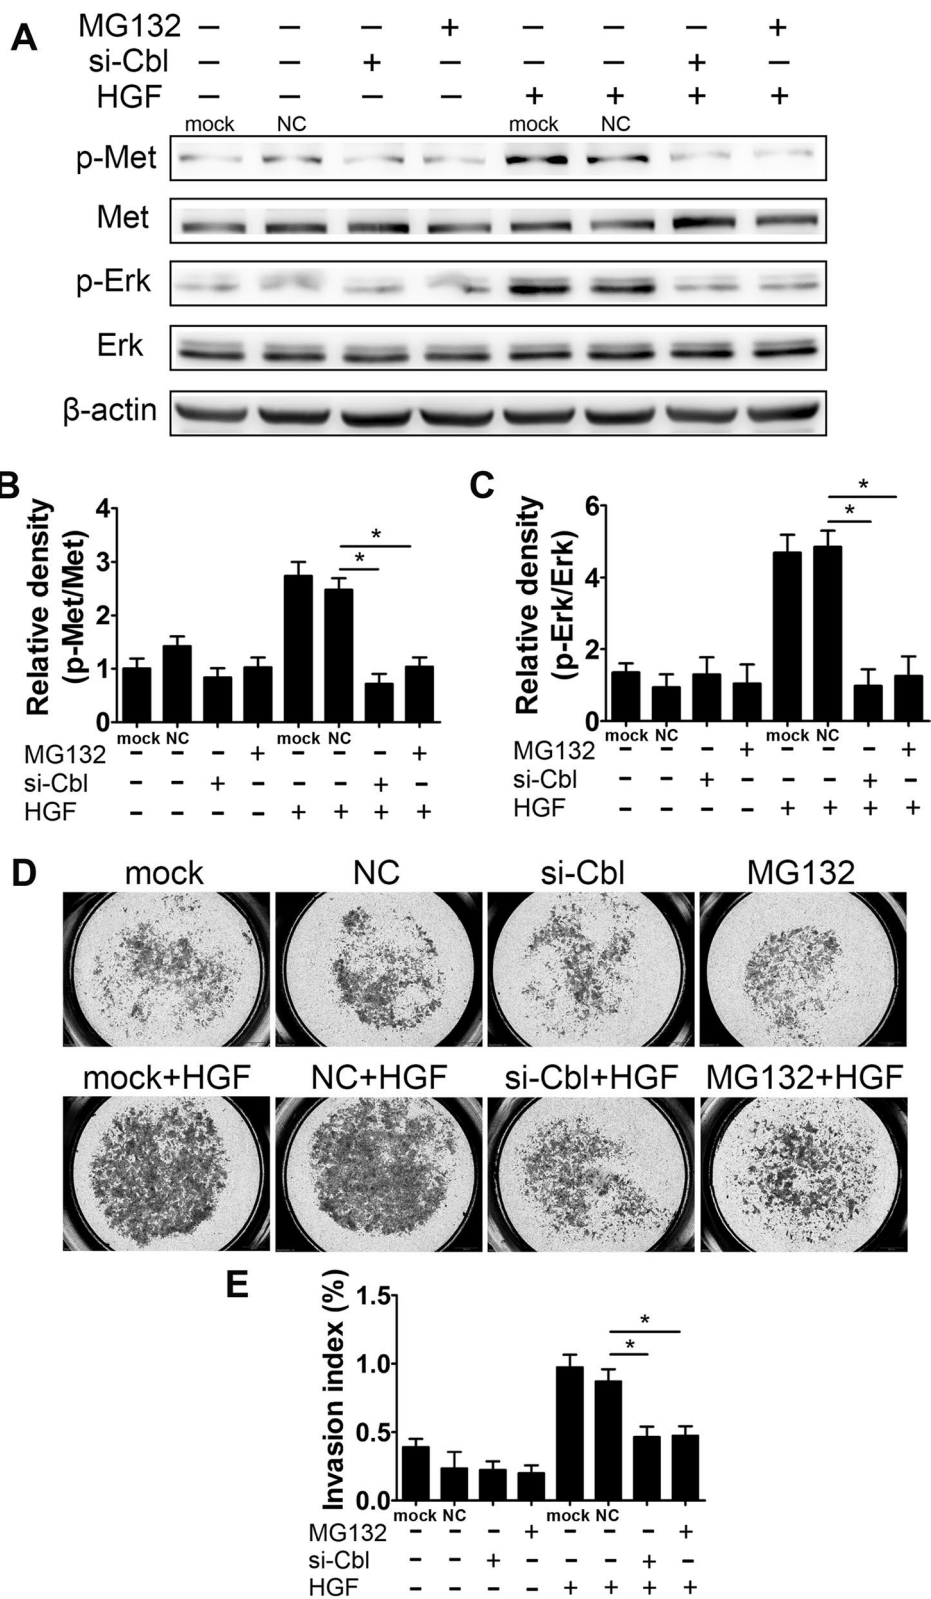 A
MG132 − − − + − − − +
si-Cbl − − + − − − + −
HGF − − − − + + + +
mock NC mock NC
p-Met
Met
p-Erk
Erk
β-actin
B
Relative density
(p-Met/Met)
4
3
2
1
0
* *
mock NC mock NC
MG132 − − − + − − − +
si-Cbl − − + − − − + −
HGF − − − − + + + +
C
Relative density
(p-Erk/Erk)
6
4
2
0
* *
mock NC mock NC
MG132 − − − + − − − +
si-Cbl − − + − − − + −
HGF − − − − + + + +
D
mock NC si-Cbl MG132
mock+HGF NC+HGF si-Cbl+HGF MG132+HGF
E
Invasion index (%)
1.5
1.0
0.5
0.0
* *
mock NC mock NC
MG132 − − − + − − − +
si-Cbl − − + − − − + −
HGF − − − − + + + +